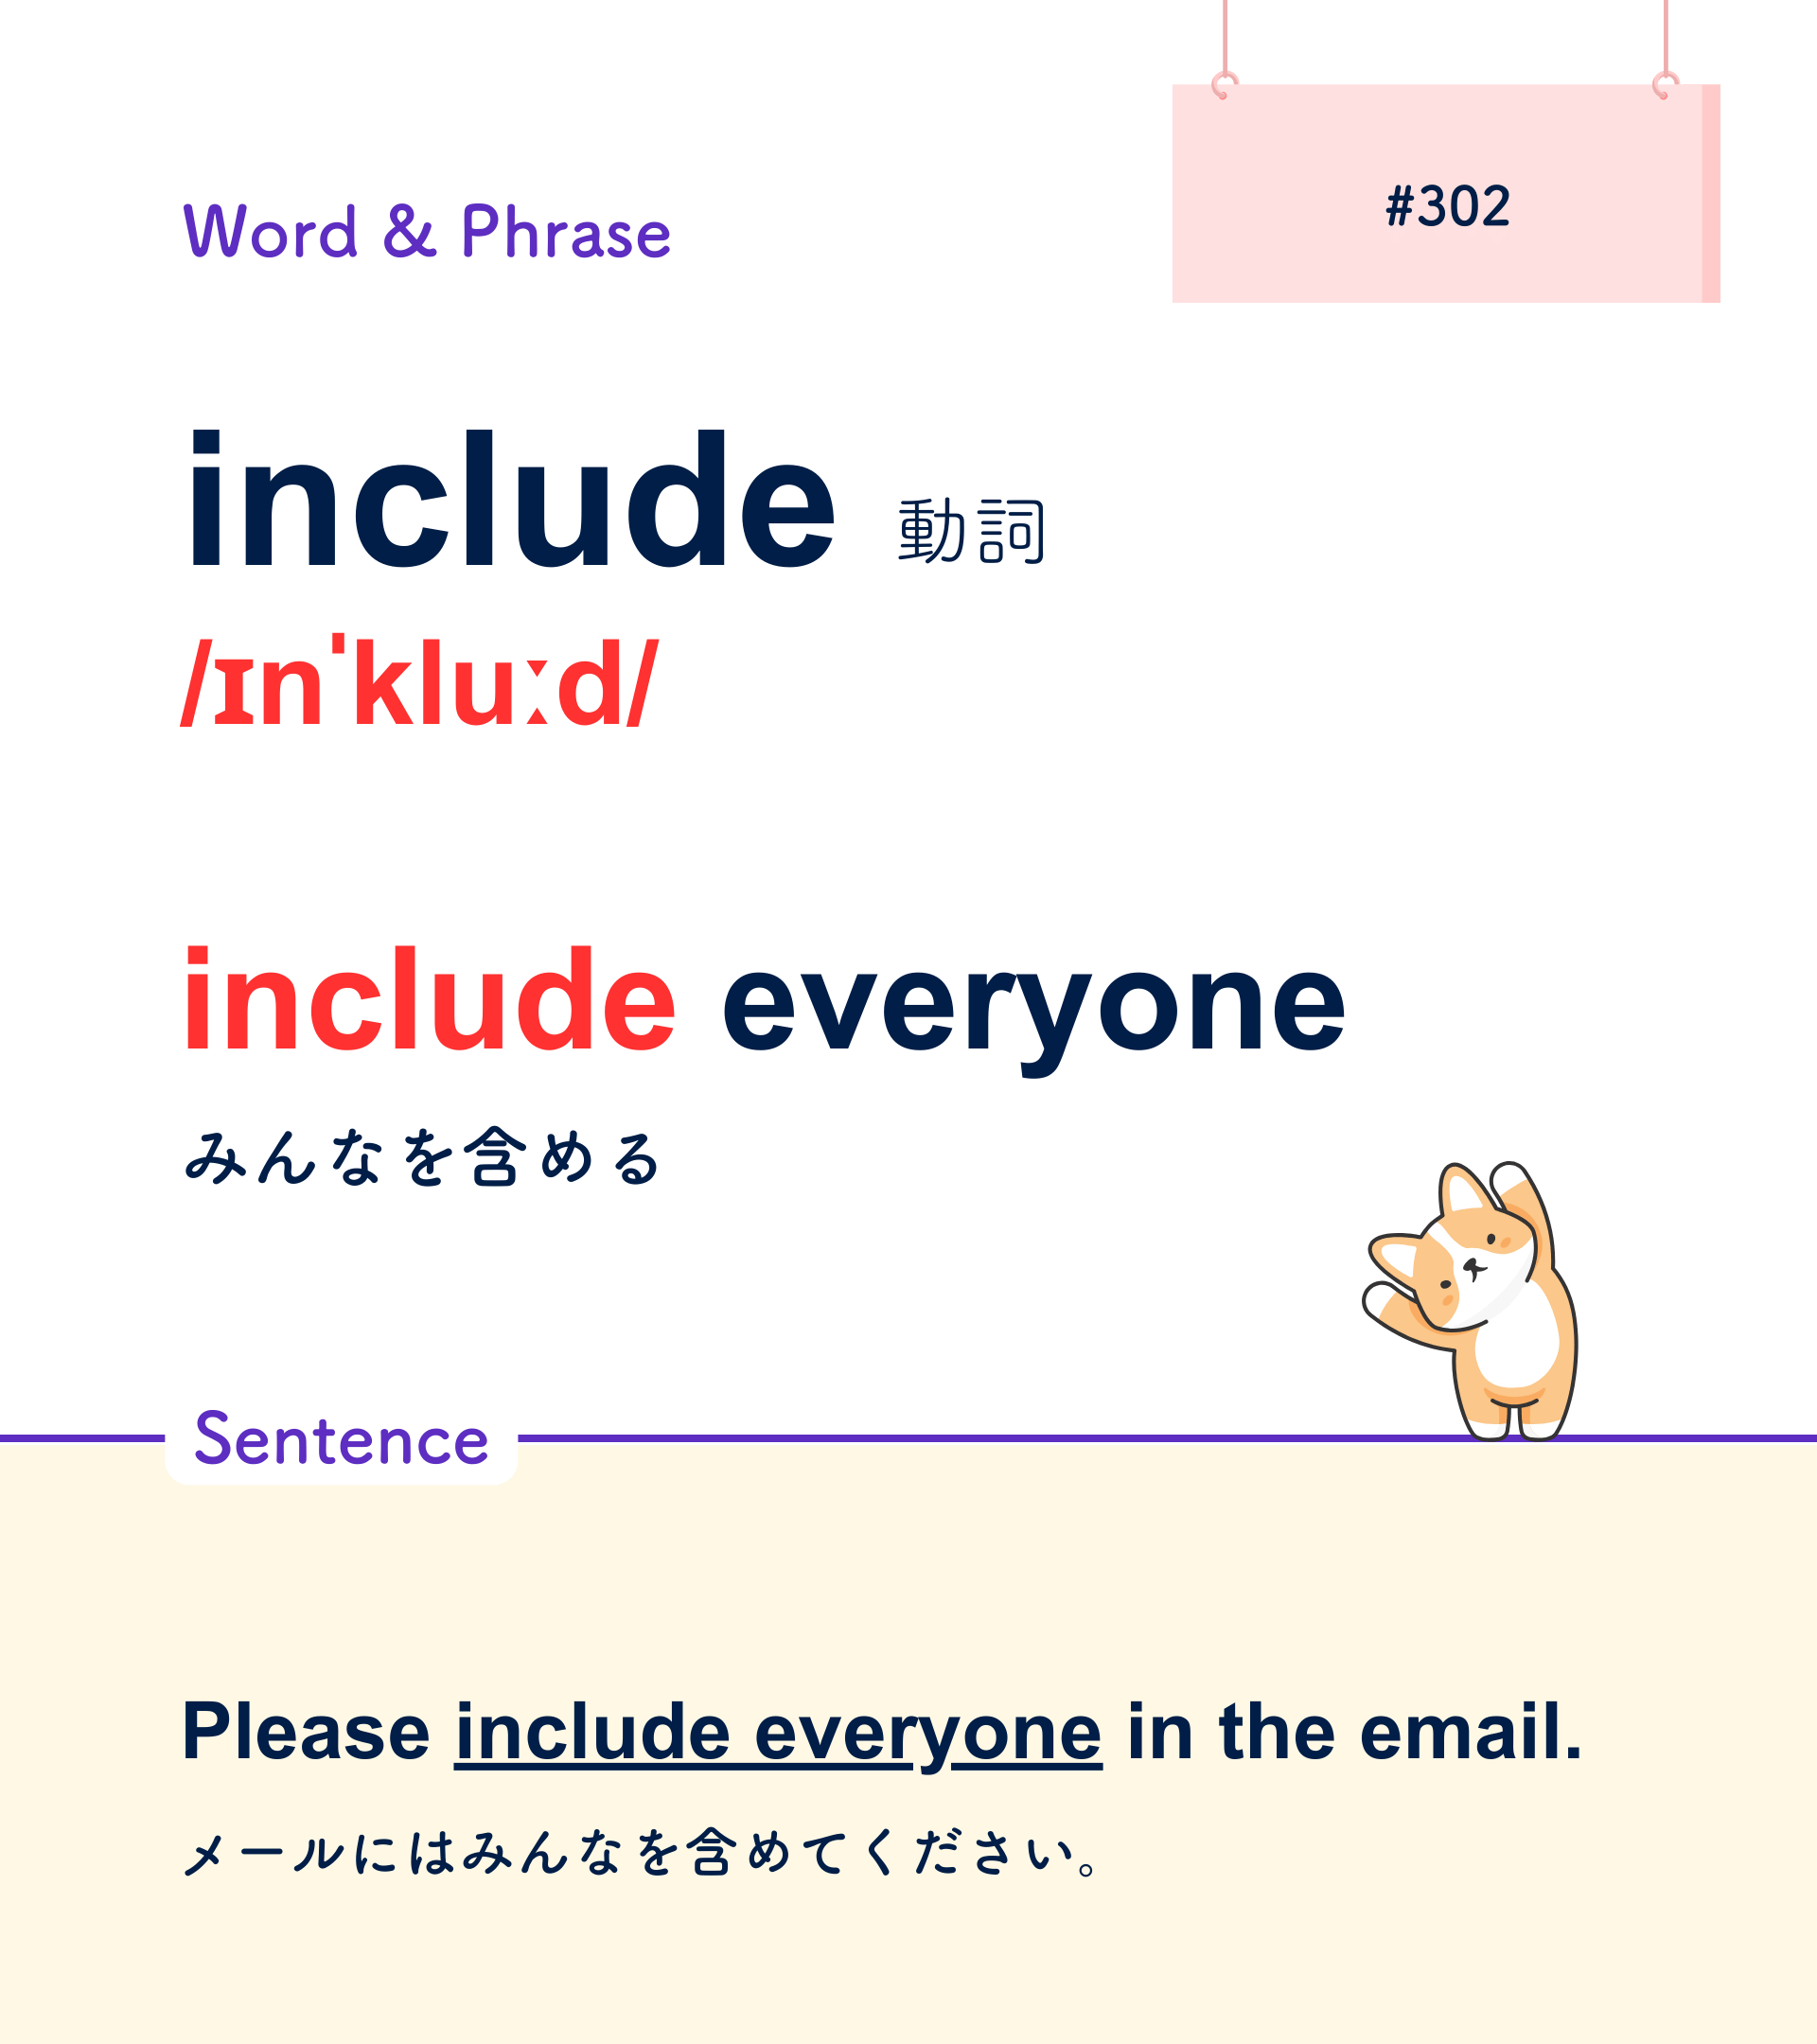 Word & Phrase
#302
include 動詞
/ɪnˈkluːd/
include everyone
みんなを含める
Sentence
Please include everyone in the email.
メールにはみんなを含めてください。